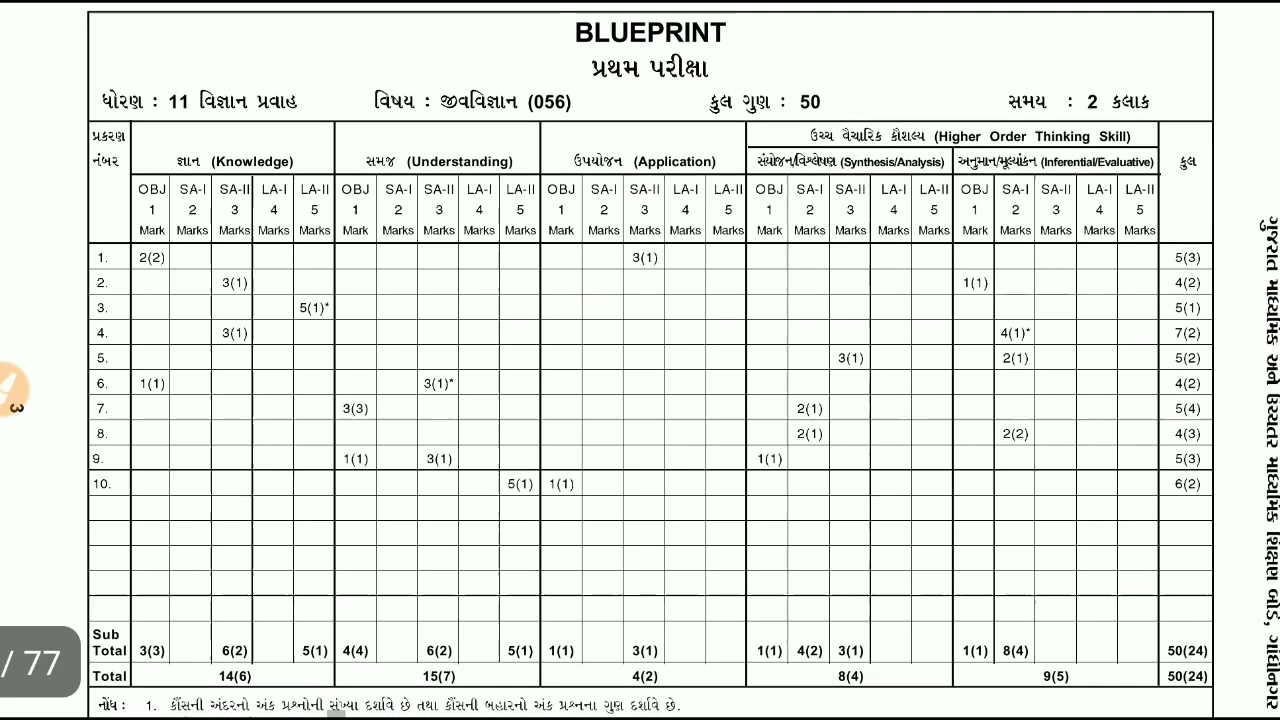 BLUEPRINT
પ્રથમ પરીક્ષા
ધોરણ : 11 વિજ્ઞાન પ્રવાહ વિષય : જીવવિજ્ઞાન (056) કુલ ગુણ : 50 સમય : 2 કલાક
પ્રકરણ નંબર જ્ઞાન (Knowledge) સમજ (Understanding) ઉપયોજન (Application) ઉચ્ચ વૈચારિક કૌશલ્ય (Higher Order Thinking Skill) કુલ
સંયોજન/વિશ્લેષણ (Synthesis/Analysis) અનુમાન/મૂલ્યાંકન (Inferential/Evaluative)
OBJ SA-I SA-II LA-I LA-II OBJ SA-I SA-II LA-I LA-II OBJ SA-I SA-II LA-I LA-II OBJ SA-I SA-II LA-I LA-II OBJ SA-I SA-II LA-I LA-II
1 2 3 4 5 1 2 3 4 5 1 2 3 4 5 1 2 3 4 5 1 2 3 4 5
Mark Marks Marks Marks Marks Mark Marks Marks Marks Marks Mark Marks Marks Marks Marks Mark Marks Marks Marks Marks Mark Marks Marks Marks Marks
1. 2(2) 3(1) 5(3)
2. 3(1) 1(1) 4(2)
3. 5(1)* 5(1)
4. 3(1) 4(1)* 7(2)
5. 3(1) 2(1) 5(2)
6. 1(1) 3(1)* 4(2)
7. 3(3) 2(1) 5(4)
8. 2(1) 2(2) 4(3)
9. 1(1) 3(1) 1(1) 5(3)
10. 5(1) 1(1) 6(2)
Sub Total 3(3) 6(2) 5(1) 4(4) 6(2) 5(1) 1(1) 3(1) 1(1) 4(2) 3(1) 1(1) 8(4) 50(24)
Total 14(6) 15(7) 4(2) 8(4) 9(5) 50(24)
નોંધ : 1. કૌંસની અંદરનો અંક પ્રશ્નોની સંખ્યા દર્શાવે છે તથા કૌંસની બહારનો અંક પ્રશ્નના ગુણ દર્શાવે છે.
ગુજરાત માધ્યમિક અને ઉચ્ચતર માધ્યમિક શિક્ષણ બોર્ડ, ગાંધીનગર
3
/ 77